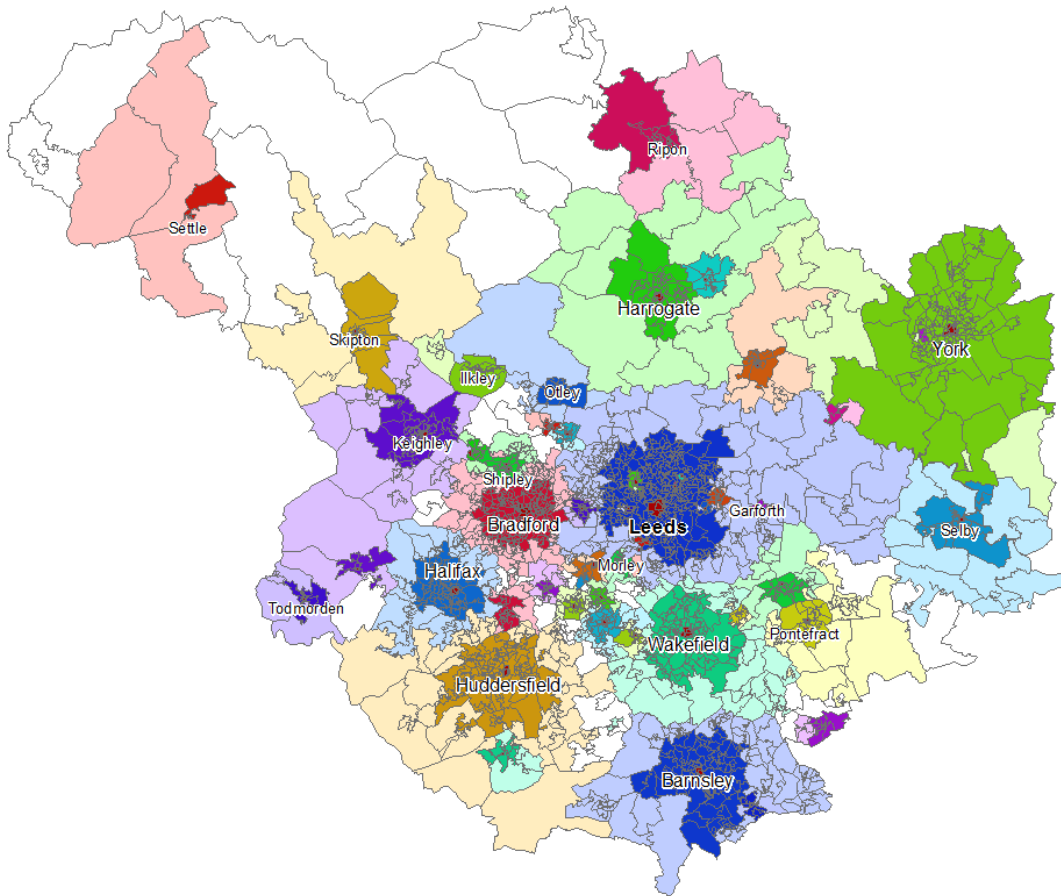 Ripon
Settle
Harrogate
York
Skipton
Ilkley
Otley
Keighley
Shipley
Bradford
Leeds
Garforth
Selby
Halifax
Morley
Todmorden
Pontefract
Wakefield
Huddersfield
Barnsley